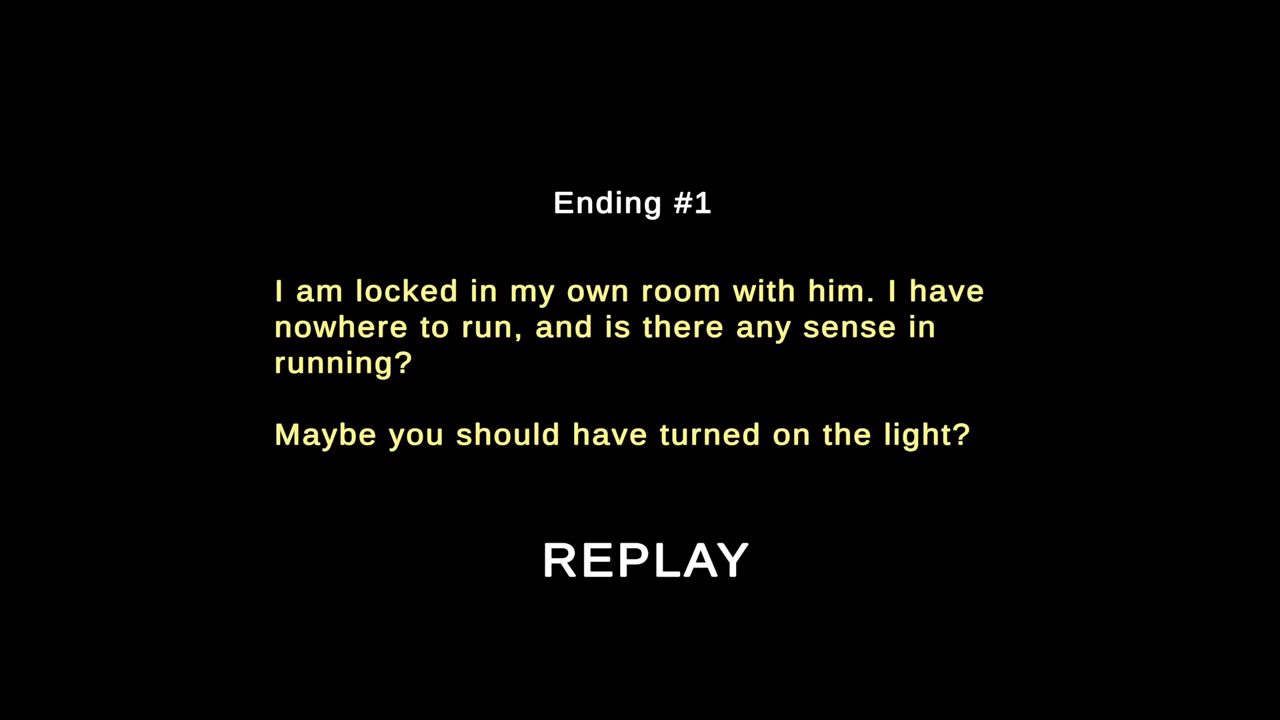 Ending #1
I am locked in my own room with him. I have
nowhere to run, and is there any sense in
running?
Maybe you should have turned on the light?
REPLAY